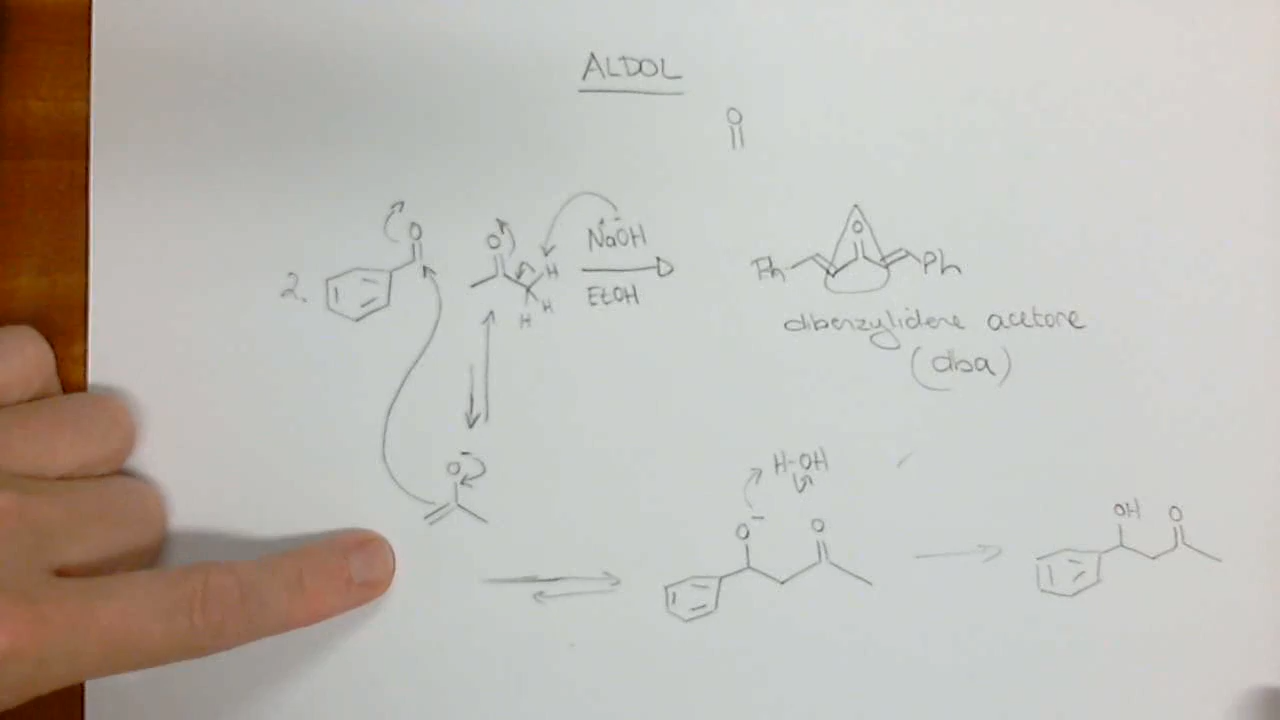 ALDOL
O
O
O
NaOH
H
2.
EtOH
H
H
O
Ph
Ph
dibenzylidene acetone
(dba)
O
H-OH
O
O
OH
O